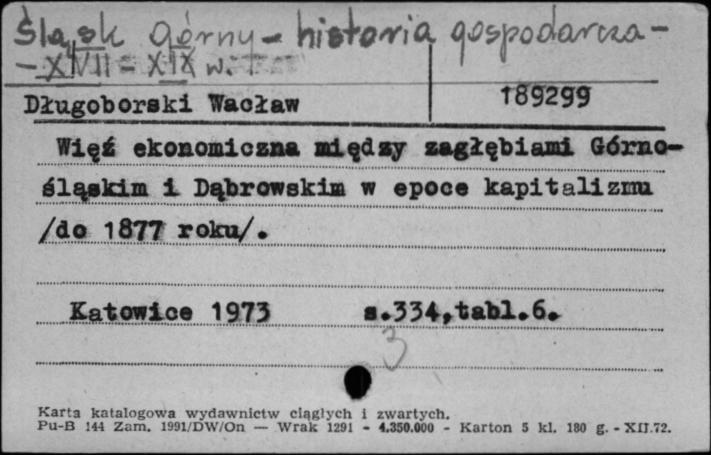 Śląsk Górny - historia gospodarcza -
- XVII - XIX w.
Długoborski Wacław
189299
Więź ekonomiczna między zagłębiami Górno-
śląskim i Dąbrowskim w epoce kapitalizmu
/do 1877 roku/.
Katowice 1973 s.334,tabl.6.
3
Karta katalogowa wydawnictw ciągłych i zwartych.
Pu-B 144 Zam. 1991/DW/On — Wrak 1291 - 4.350.000 - Karton 5 kl. 180 g. - XII.72.